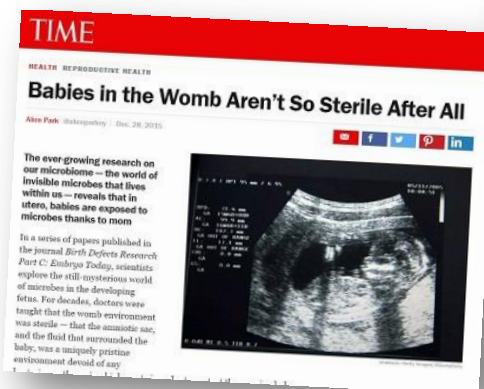 TIME
HEALTH REPRODUCTIVE HEALTH
Babies in the Womb Aren't So Sterile After All
Alice Park @aliceparkny Dec. 28, 2015
The ever-growing research on
our microbiome — the world of
invisible microbes that lives
within us — reveals that in
utero, babies are exposed to
microbes thanks to mom
In a series of papers published in
the journal Birth Defects Research
Part C: Embryo Today, scientists
explore the still-mysterious world
of microbes in the developing
fetus. For decades, doctors were
taught that the womb environment
was sterile — that the amniotic sac,
and the fluid that surrounded the
baby, was a uniquely pristine
environment devoid of any